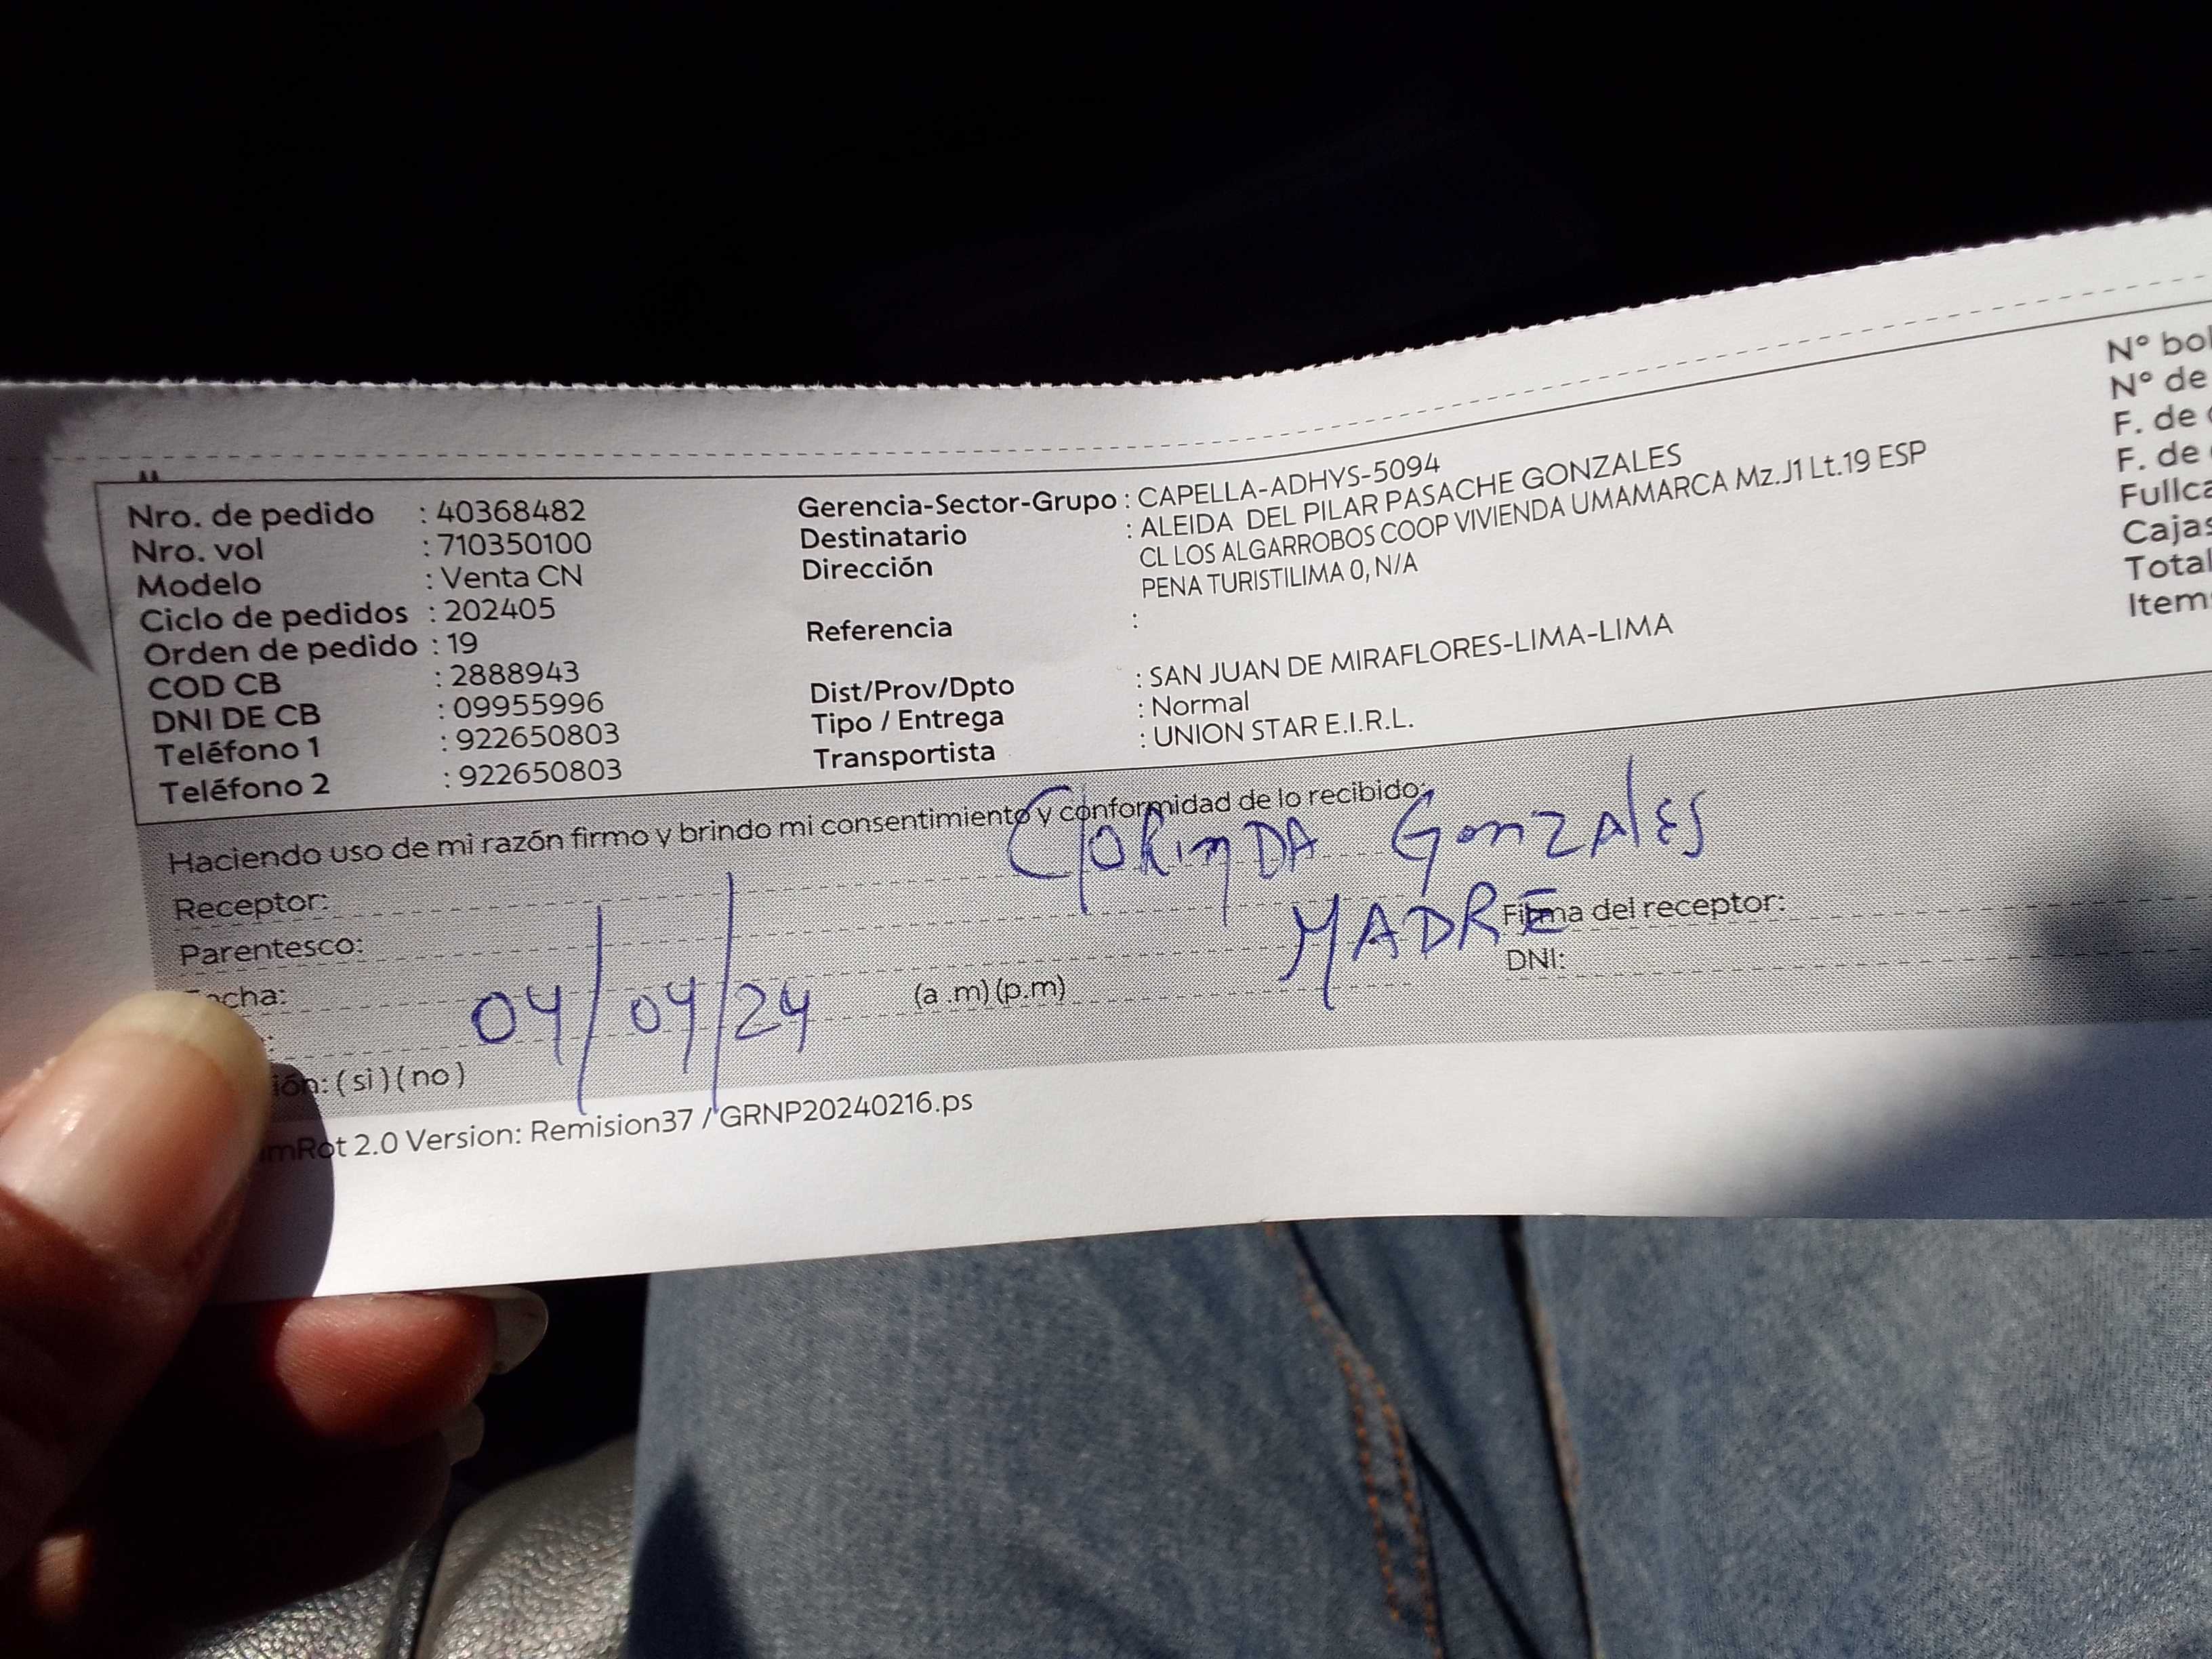 Nro. de pedido : 40368482
Nro. vol : 710350100
Modelo : Venta CN
Ciclo de pedidos : 202405
Orden de pedido : 19
COD CB : 2888943
DNI DE CB : 09955996
Teléfono 1 : 922650803
Teléfono 2 : 922650803
Gerencia-Sector-Grupo : CAPELLA-ADHYS-5094
Destinatario : ALEIDA DEL PILAR PASACHE GONZALES
Dirección CL LOS ALGARROBOS COOP VIVIENDA UMAMARCA Mz.J1 Lt.19 ESP
PENA TURISTILIMA 0, N/A
Referencia :
Dist/Prov/Dpto : SAN JUAN DE MIRAFLORES-LIMA-LIMA
Tipo / Entrega : Normal
Transportista : UNION STAR E.I.R.L.
N° bol
N° de
F. de
F. de
Fullca
Cajas
Total
Item
Haciendo uso de mi razón firmo y brindo mi consentimiento y conformidad de lo recibido:
Receptor: GONZALES
Parentesco: MADRE
Firma del receptor:
DNI:
Fecha: 04/04/24
(a .m) (p.m)
ión: ( si ) ( no )
mRot 2.0 Version: Remision37 / GRNP20240216.ps